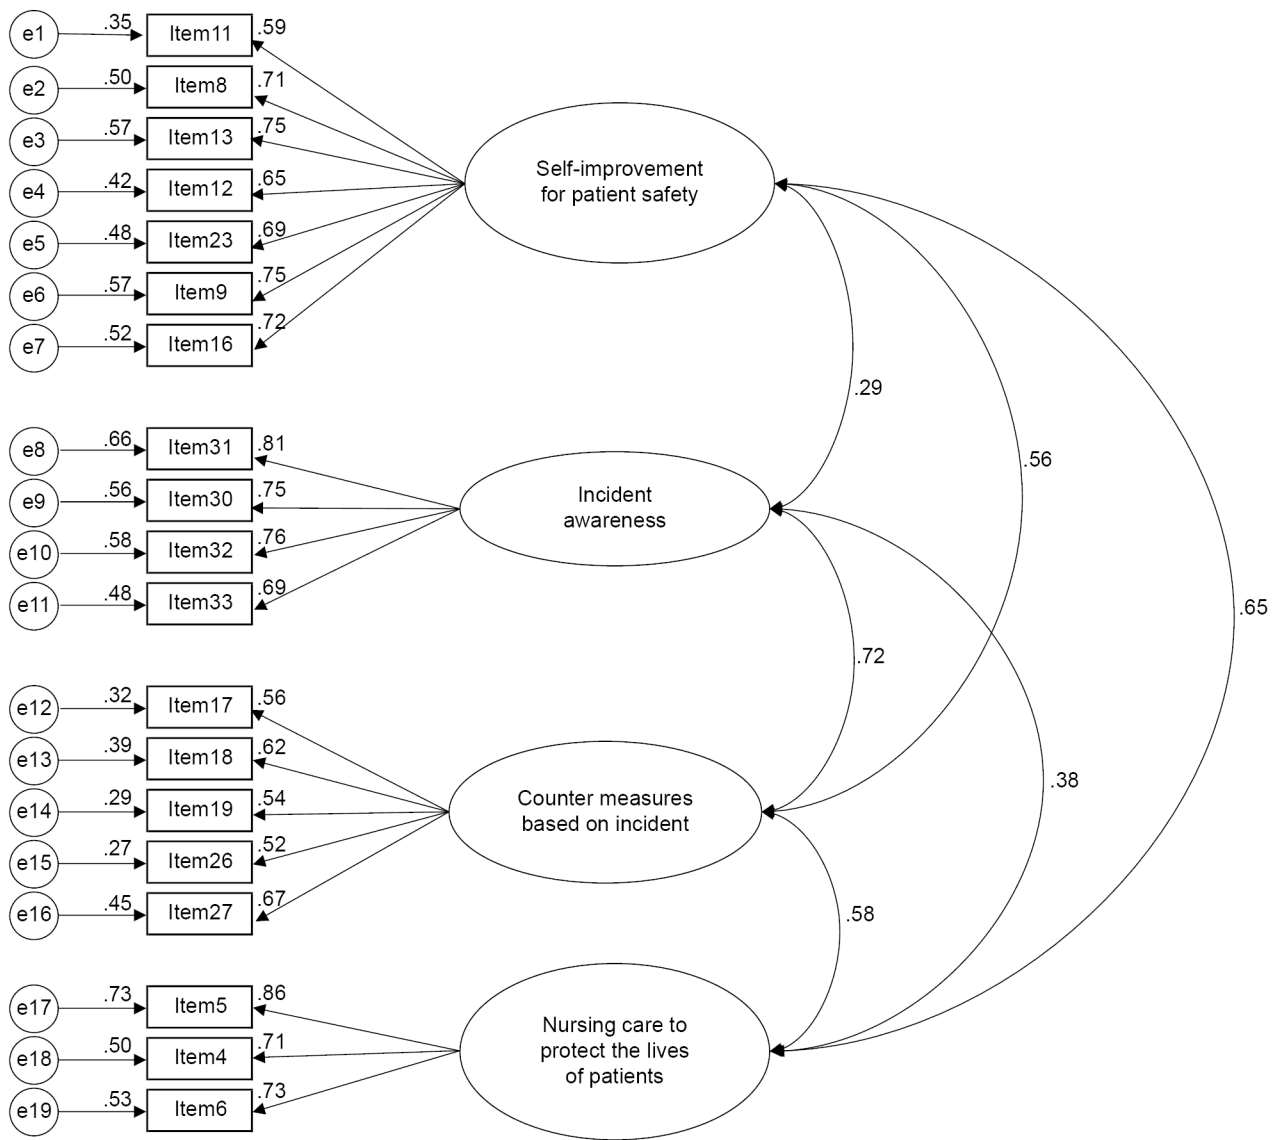 e1 .35 Item11 .59
e2 .50 Item8 .71
e3 .57 Item13 .75
e4 .42 Item12 .65
e5 .48 Item23 .69
e6 .57 Item9 .75
e7 .52 Item16 .72
Self-improvement
for patient safety
.29
.56
e8 .66 Item31 .81
e9 .56 Item30 .75
e10 .58 Item32 .76
e11 .48 Item33 .69
Incident
awareness
.65
.72
e12 .32 Item17 .56
e13 .39 Item18 .62
e14 .29 Item19 .54
e15 .27 Item26 .52
e16 .45 Item27 .67
Counter measures
based on incident
.38
.58
e17 .73 Item5 .86
e18 .50 Item4 .71
e19 .53 Item6 .73
Nursing care to
protect the lives
of patients